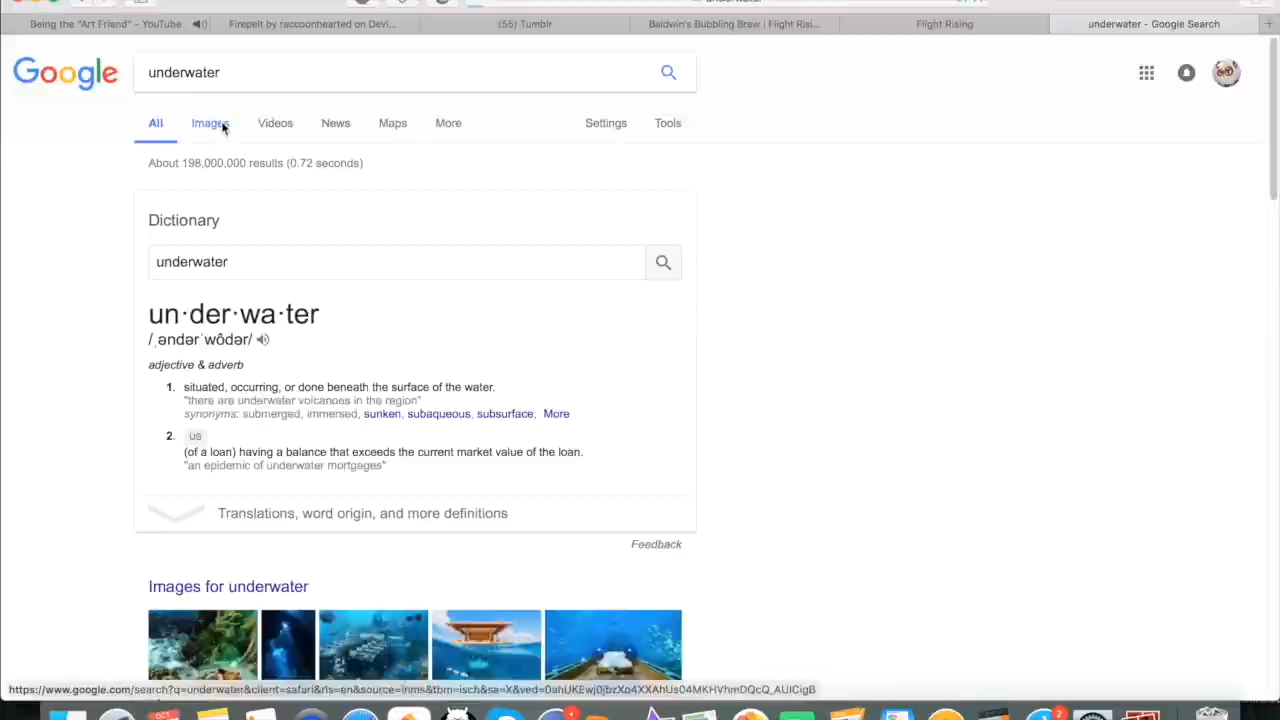 Being the "Art Friend" - YouTube
Firepelt by raccoonhearted on Devi...
(55) Tumblr
Baldwin's Bubbling Brew | Flight Risi...
Flight Rising
underwater - Google Search
Google
underwater
All Images Videos News Maps More Settings Tools
About 198,000,000 results (0.72 seconds)
Dictionary
underwater
un·der·wa·ter
/ˌəndərˈwôdər/
adjective & adverb
1. situated, occurring, or done beneath the surface of the water.
"there are underwater volcanoes in the region"
synonyms: submerged, immersed, sunken, subaqueous, subsurface; More
2. US
(of a loan) having a balance that exceeds the current market value of the loan.
"an epidemic of underwater mortgages"
Translations, word origin, and more definitions
Feedback
Images for underwater